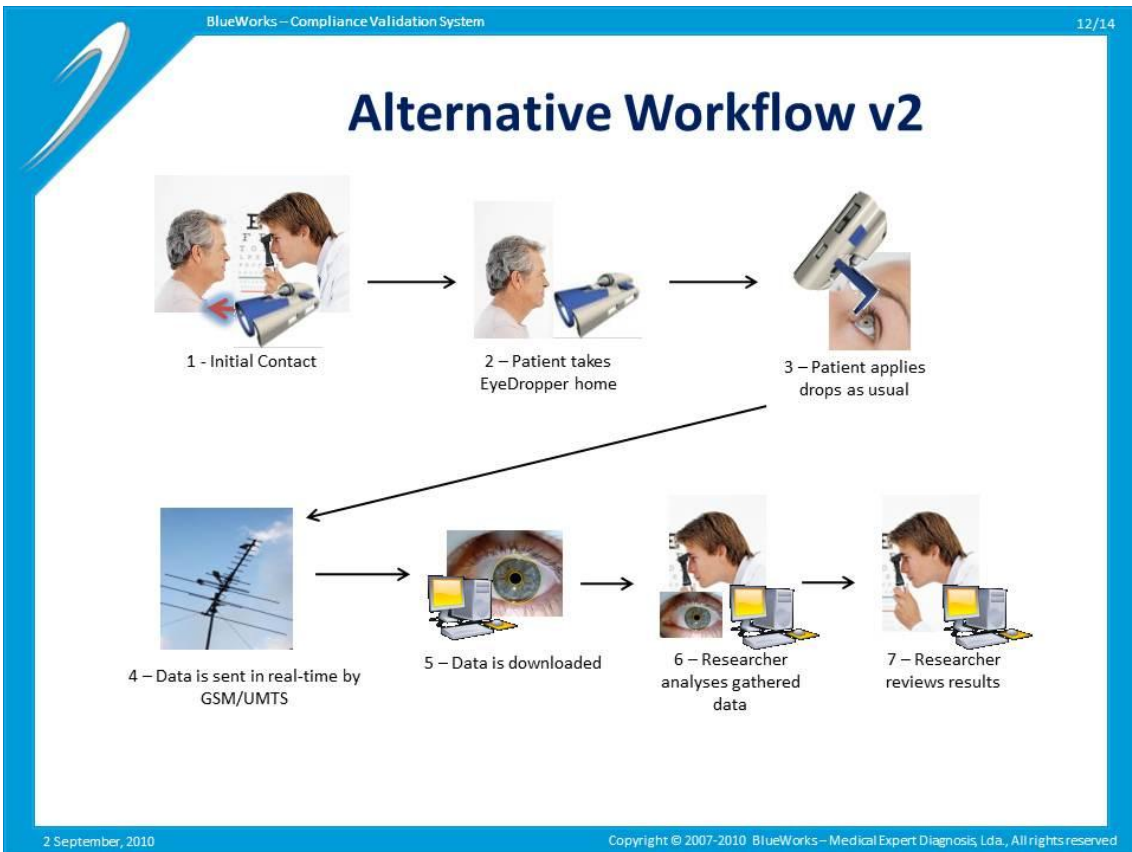 BlueWorks – Compliance Validation System
12/14
Alternative Workflow v2
1 - Initial Contact
2 – Patient takes
EyeDropper home
3 – Patient applies
drops as usual
4 – Data is sent in real-time by
GSM/UMTS
5 – Data is downloaded
6 – Researcher
analyses gathered
data
7 – Researcher
reviews results
2 September, 2010
Copyright © 2007-2010 BlueWorks – Medical Expert Diagnosis, Lda., All rights reserved